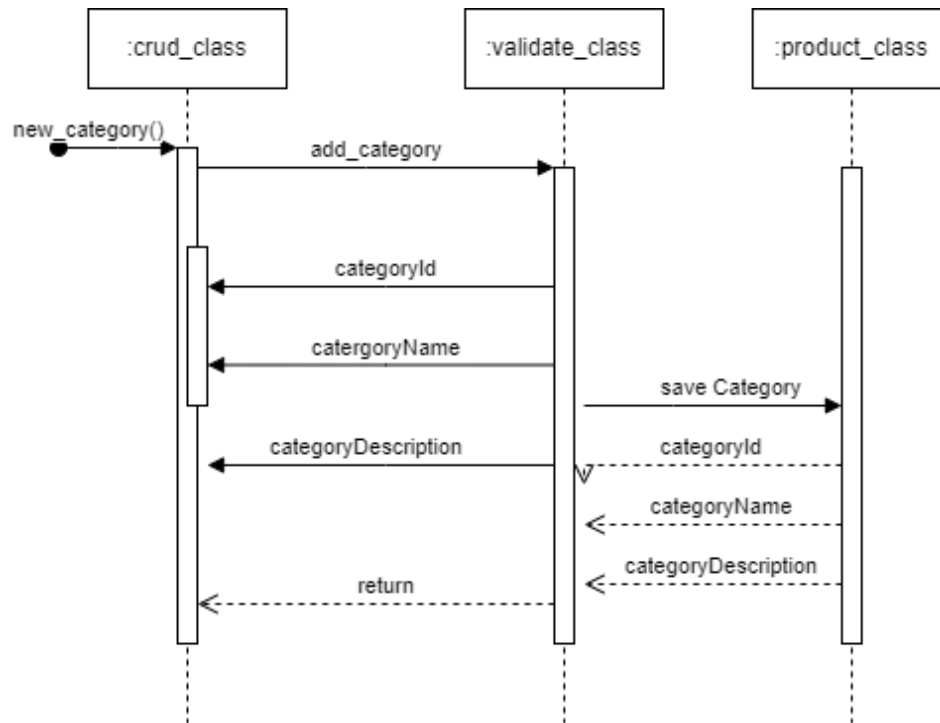 :crud_class
:validate_class
:product_class
new_category()
add_category
categoryId
catergoryName
save Category
categoryDescription
categoryId
categoryName
categoryDescription
return